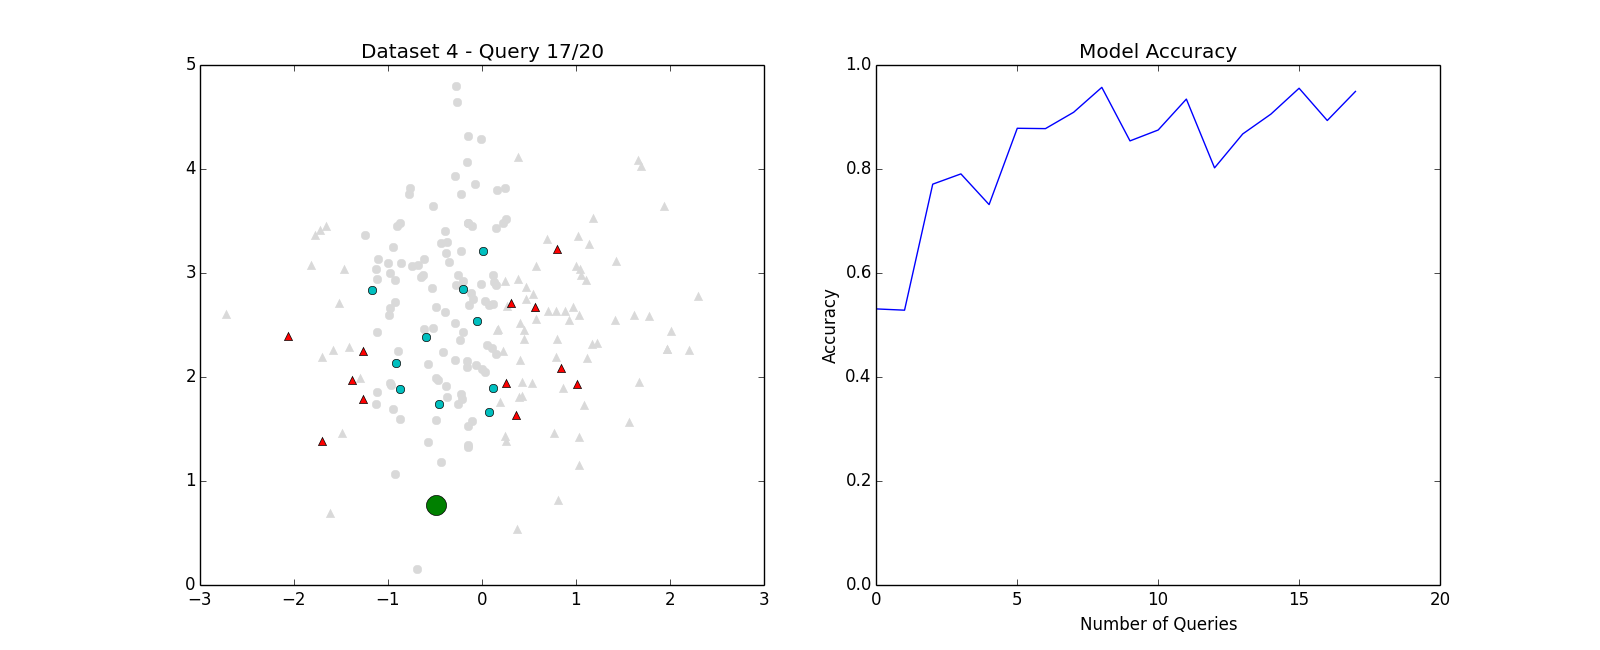 Dataset 4 - Query 17/20
5
4
3
2
1
0
−3 −2 −1 0 1 2 3
Model Accuracy
1.0
0.8
0.6
0.4
0.2
0.0
Accuracy
0 5 10 15 20
Number of Queries